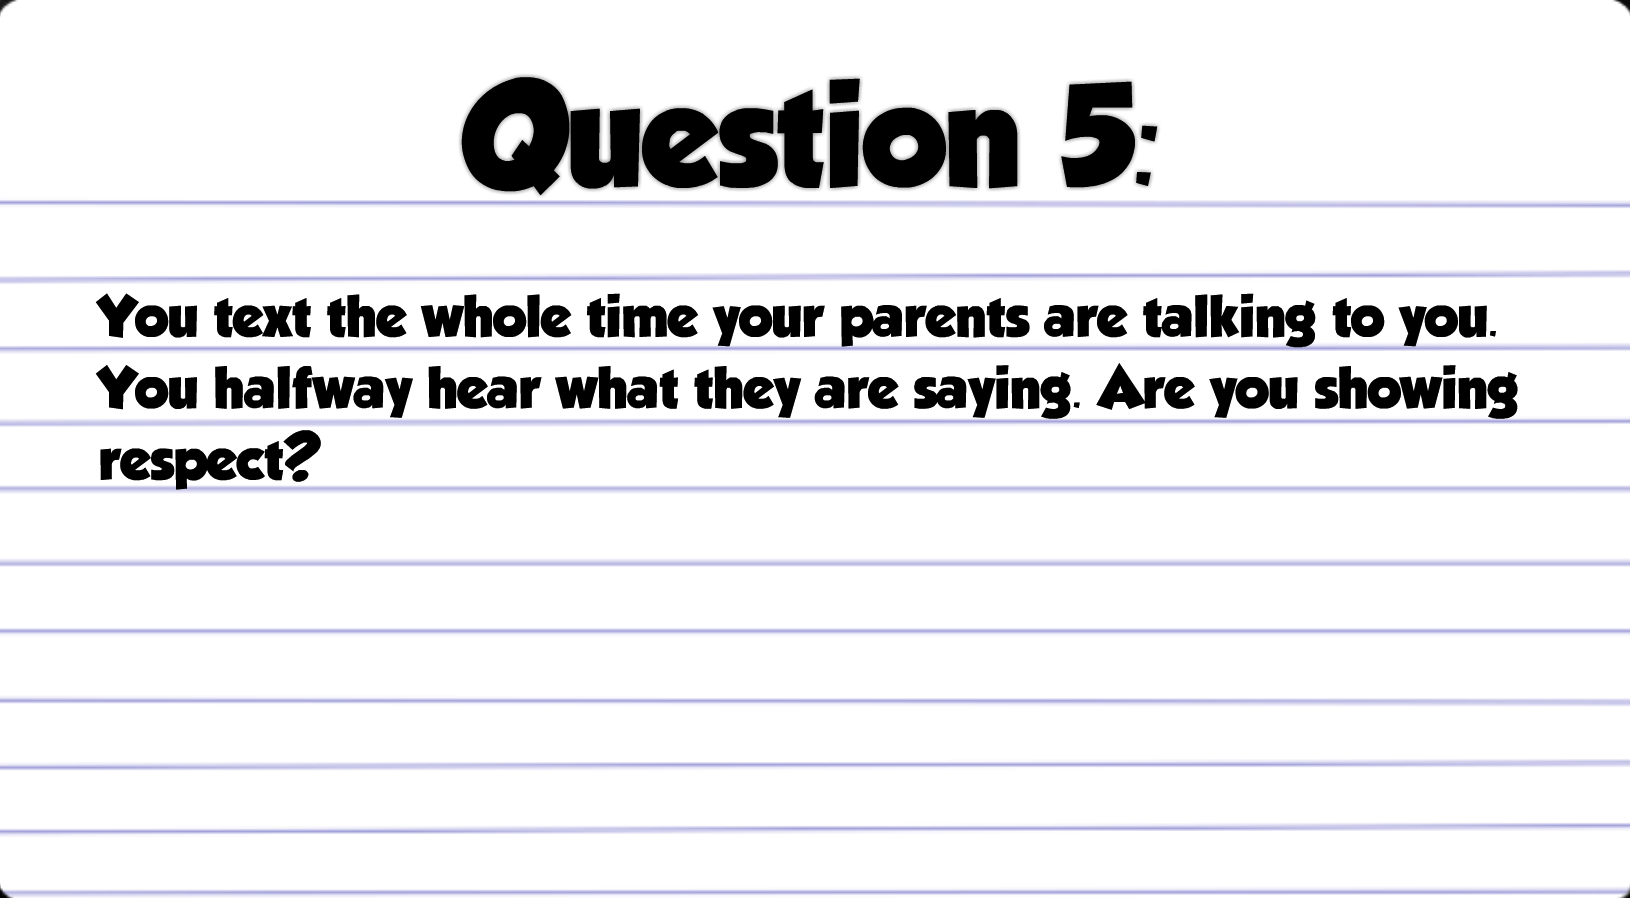 Question 5:
You text the whole time your parents are talking to you.
You halfway hear what they are saying. Are you showing
respect?